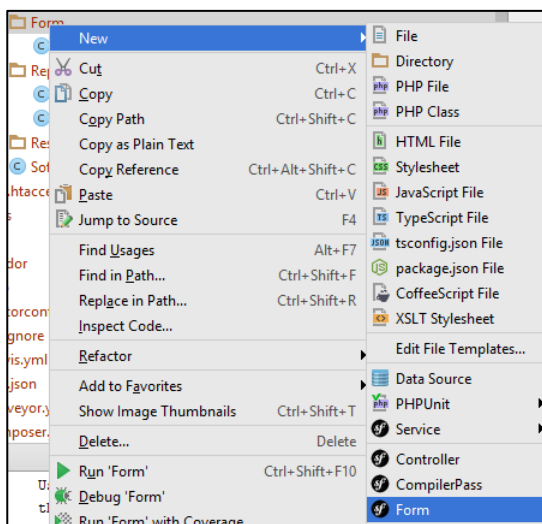 Form
New
Cut Ctrl+X
Copy Ctrl+C
Copy Path Ctrl+Shift+C
Copy as Plain Text
Copy Reference Ctrl+Alt+Shift+C
Paste Ctrl+V
Jump to Source F4
Find Usages Alt+F7
Find in Path... Ctrl+Shift+F
Replace in Path... Ctrl+Shift+R
Inspect Code...
Refactor
Add to Favorites
Show Image Thumbnails Ctrl+Shift+T
Delete... Delete
Run 'Form' Ctrl+Shift+F10
Debug 'Form'
Run 'Form' with Coverage
File
Directory
PHP File
PHP Class
HTML File
Stylesheet
JavaScript File
TypeScript File
tsconfig.json File
package.json File
CoffeeScript File
XSLT Stylesheet
Edit File Templates...
Data Source
PHPUnit
Service
Controller
CompilerPass
Form